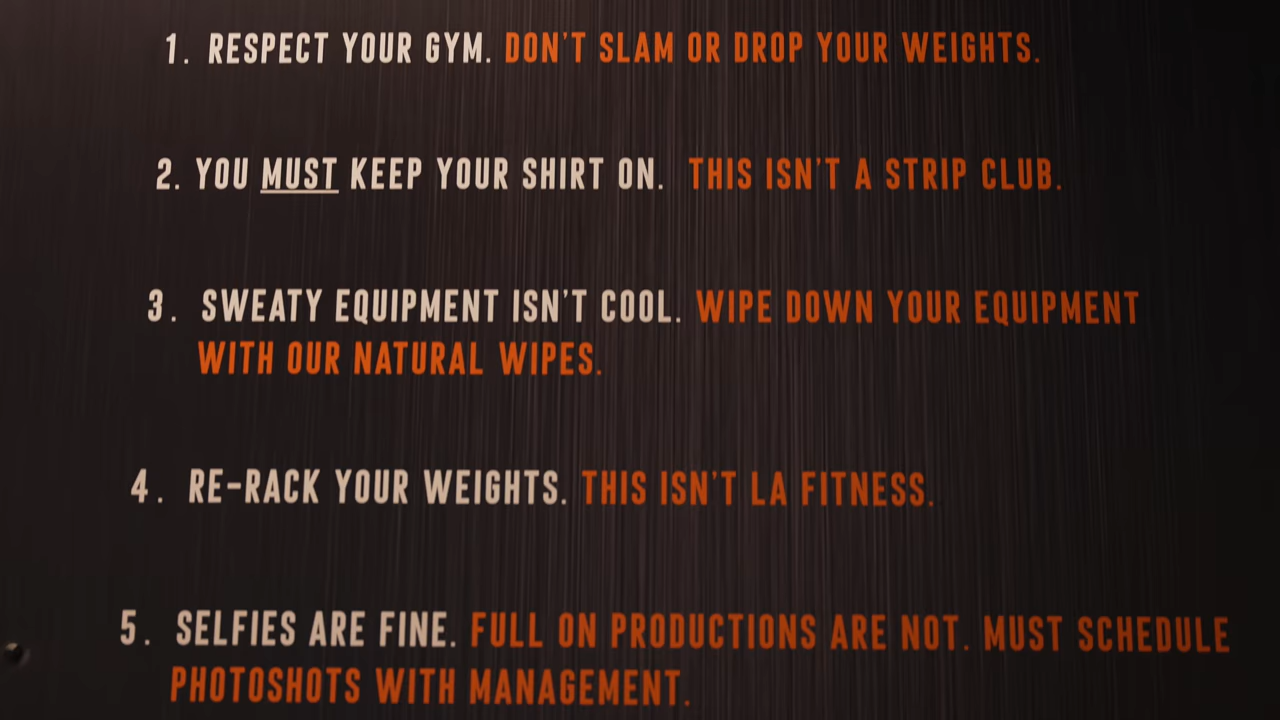 1. RESPECT YOUR GYM. DON'T SLAM OR DROP YOUR WEIGHTS.
2. YOU MUST KEEP YOUR SHIRT ON. THIS ISN'T A STRIP CLUB.
3. SWEATY EQUIPMENT ISN'T COOL. WIPE DOWN YOUR EQUIPMENT
WITH OUR NATURAL WIPES.
4. RE-RACK YOUR WEIGHTS. THIS ISN'T LA FITNESS.
5. SELFIES ARE FINE. FULL ON PRODUCTIONS ARE NOT. MUST SCHEDULE
PHOTOSHOTS WITH MANAGEMENT.